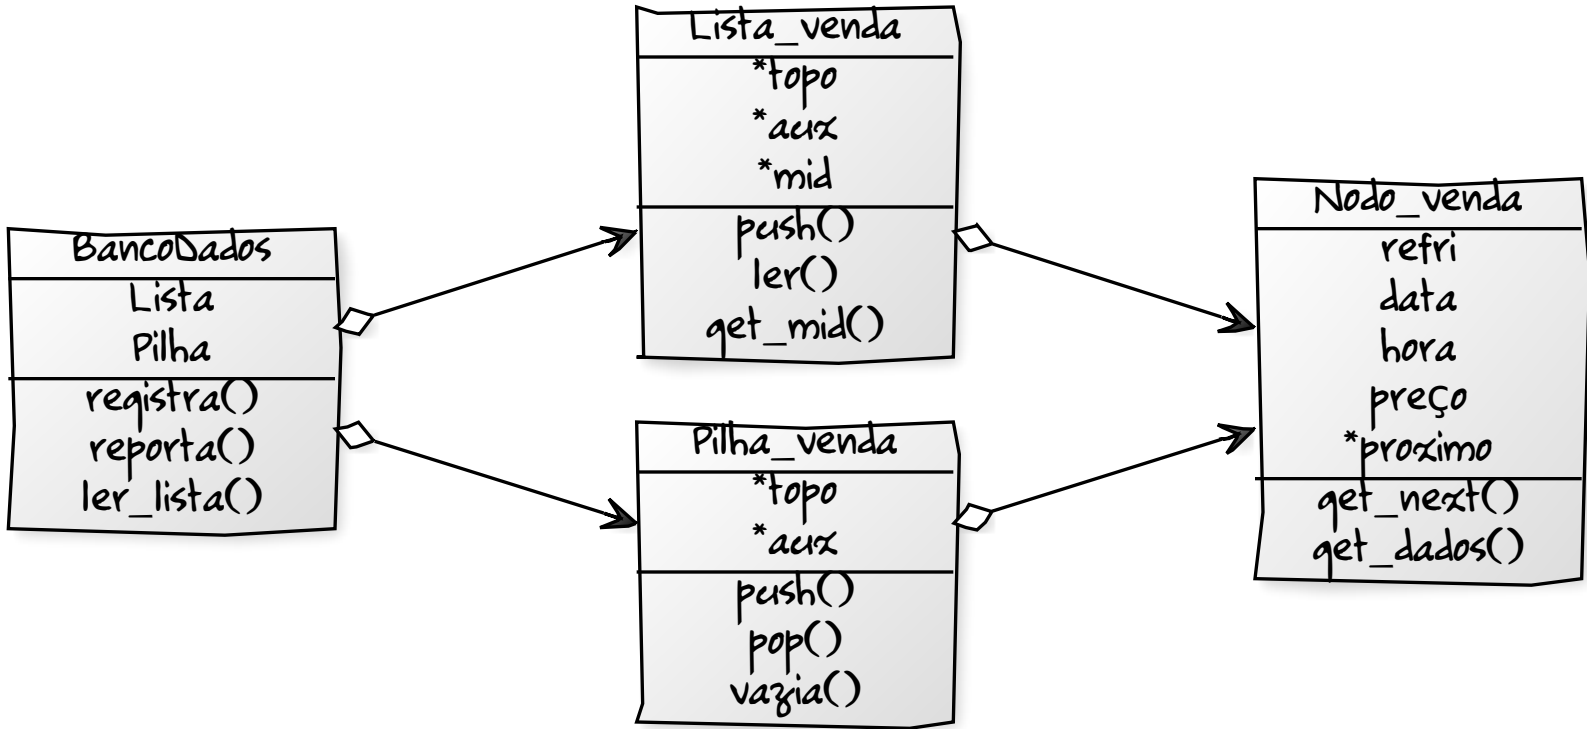 BancoDados
Lista
Pilha
registra()
reporta()
ler_lista()
Lista_venda
*topo
*aux
*mid
push()
ler()
get_mid()
Pilha_venda
*topo
*aux
push()
pop()
vazia()
Nodo_venda
refri
data
hora
preço
*proximo
get_next()
get_dados()